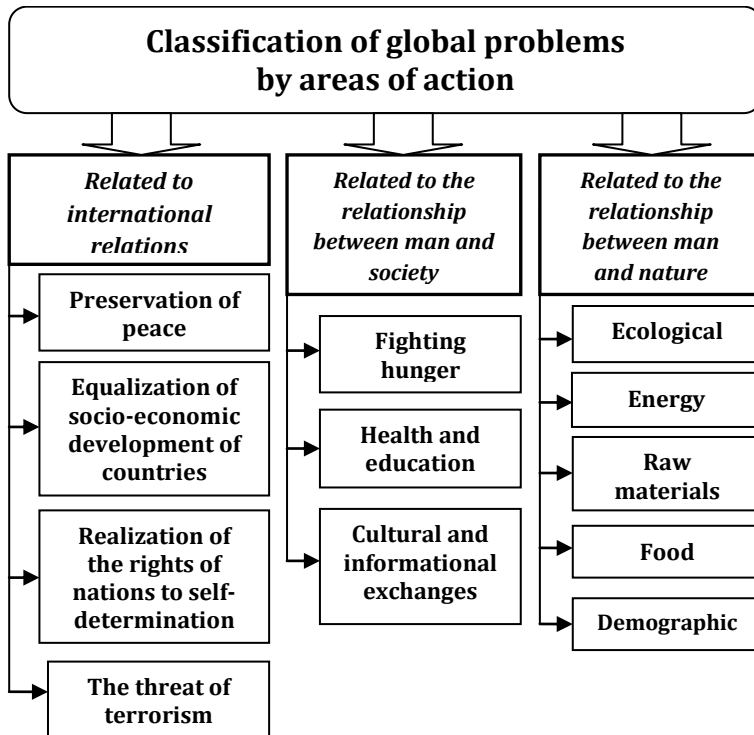 Classification of global problems
by areas of action
Related to
international
relations
Preservation of
peace
Equalization of
socio-economic
development of
countries
Realization of
the rights of
nations to self-
determination
The threat of
terrorism
Related to the
relationship
between man and
society
Fighting
hunger
Health and
education
Cultural and
informational
exchanges
Related to the
relationship
between man
and nature
Ecological
Energy
Raw
materials
Food
Demographic